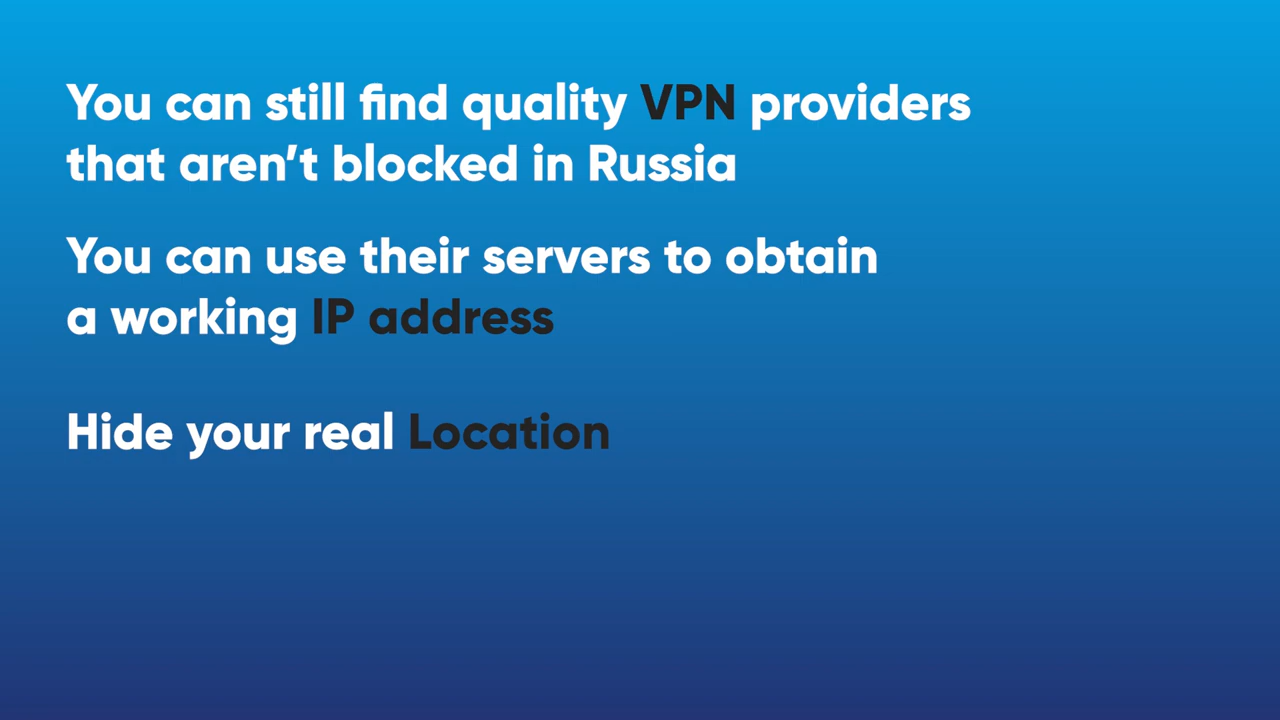 You can still find quality VPN providers
that aren’t blocked in Russia
You can use their servers to obtain
a working IP address
Hide your real Location